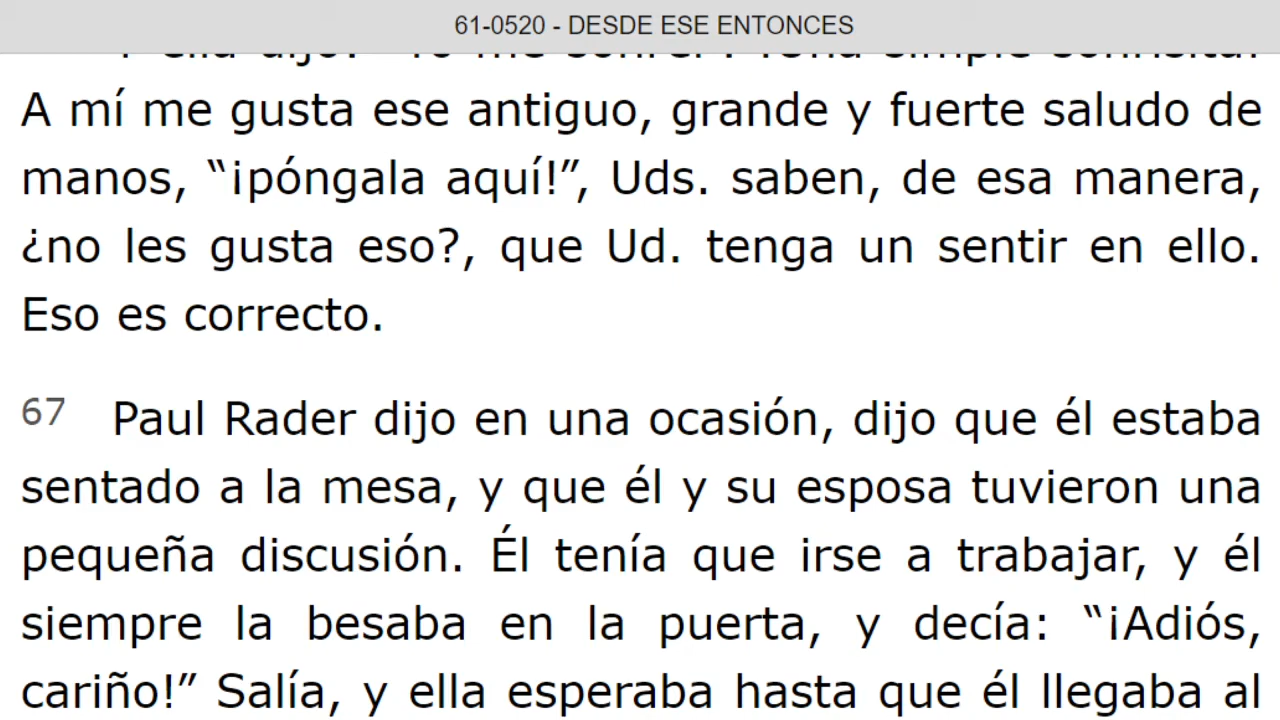 61-0520 - DESDE ESE ENTONCES
A mí me gusta ese antiguo, grande y fuerte saludo de
manos, “¡póngala aquí!”, Uds. saben, de esa manera,
¿no les gusta eso?, que Ud. tenga un sentir en ello.
Eso es correcto.
67 Paul Rader dijo en una ocasión, dijo que él estaba
sentado a la mesa, y que él y su esposa tuvieron una
pequeña discusión. Él tenía que irse a trabajar, y él
siempre la besaba en la puerta, y decía: “¡Adiós,
cariño!” Salía, y ella esperaba hasta que él llegaba al